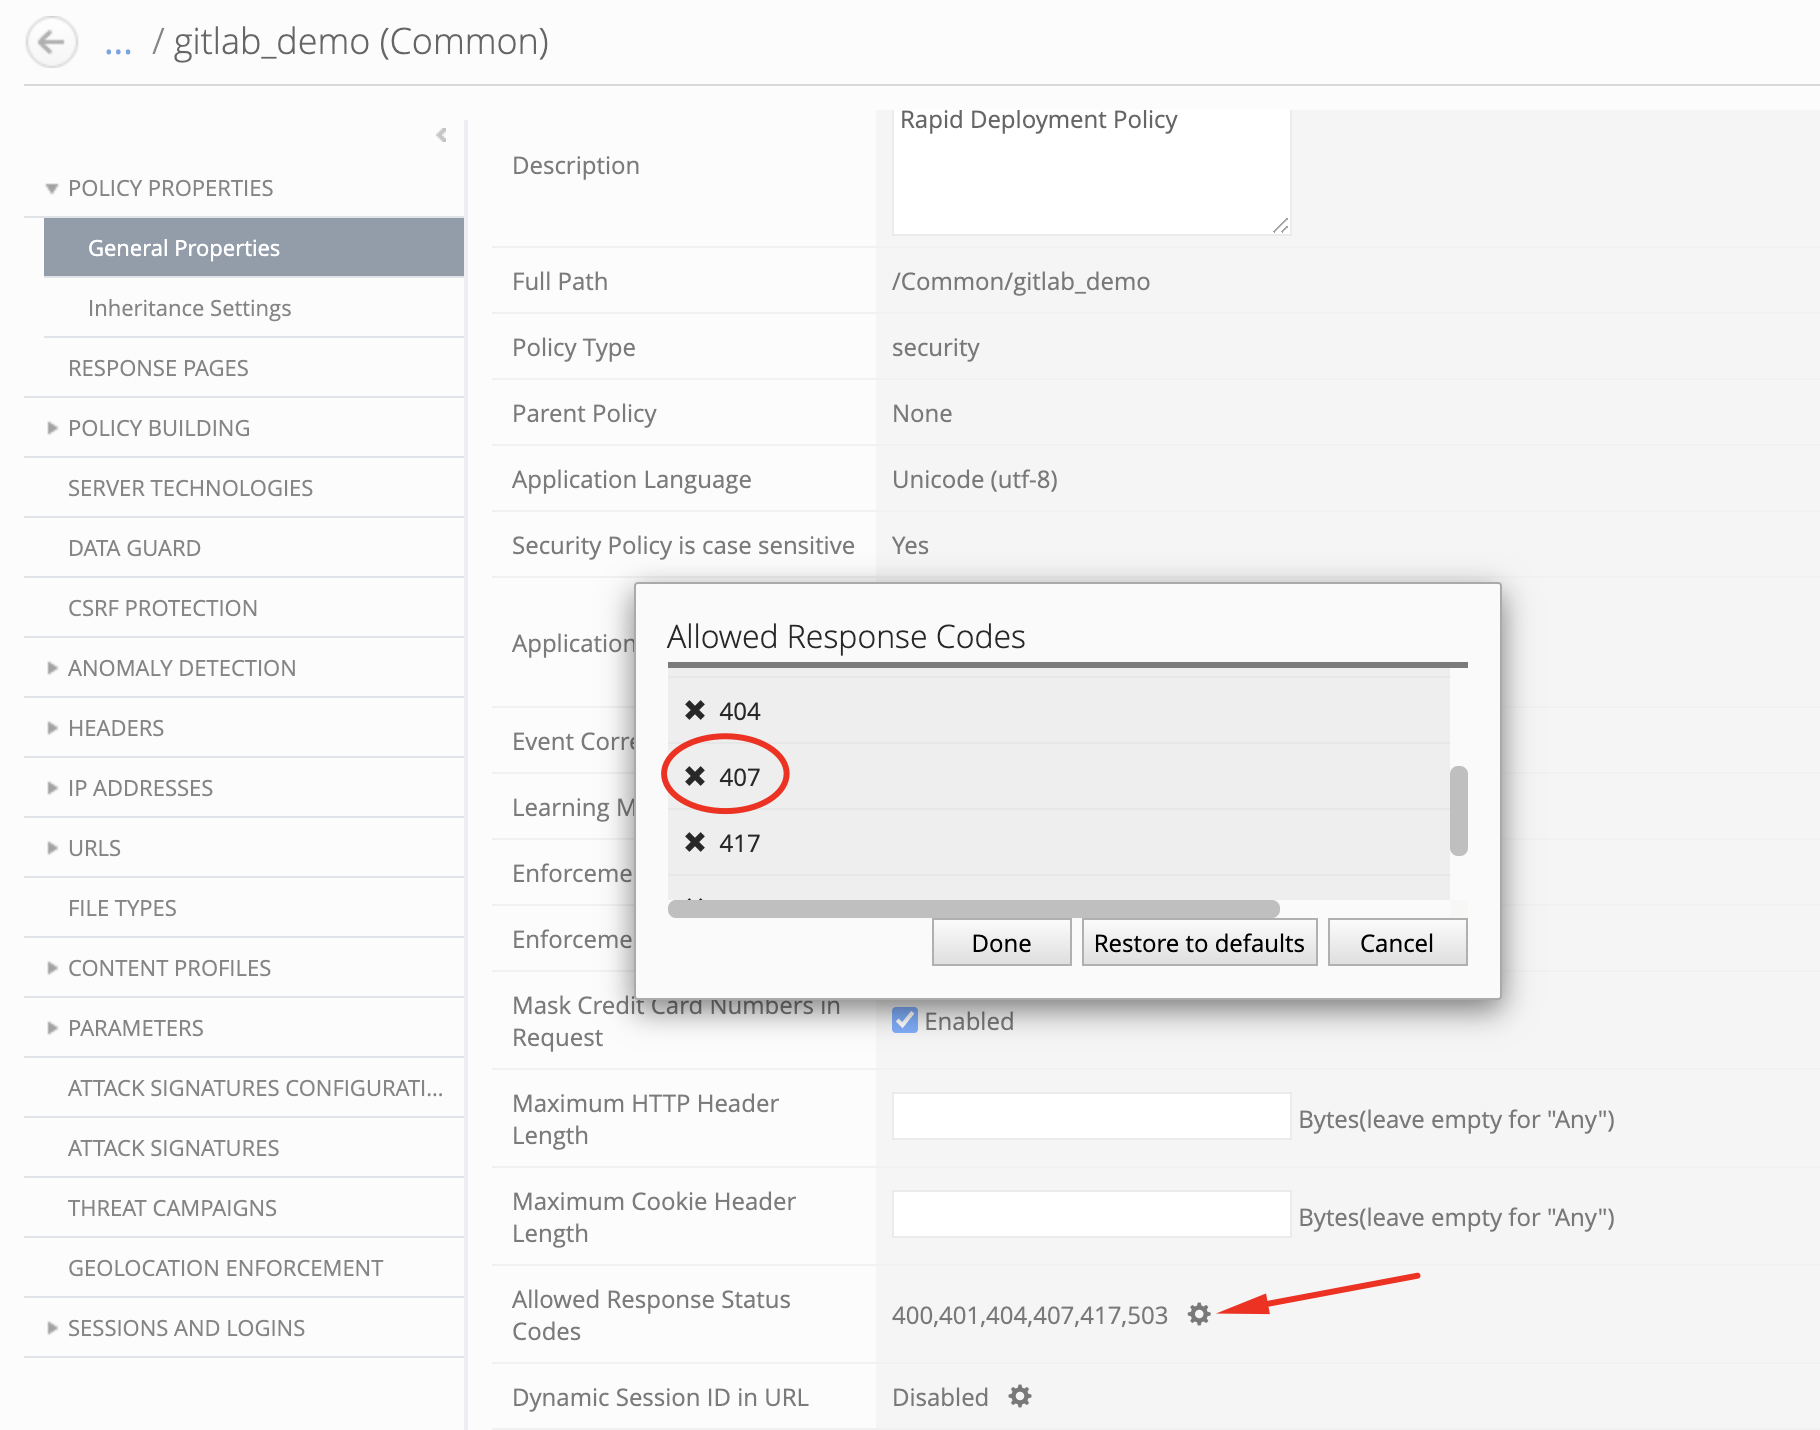 ... / gitlab_demo (Common)
POLICY PROPERTIES
General Properties
Inheritance Settings
RESPONSE PAGES
POLICY BUILDING
SERVER TECHNOLOGIES
DATA GUARD
CSRF PROTECTION
ANOMALY DETECTION
HEADERS
IP ADDRESSES
URLS
FILE TYPES
CONTENT PROFILES
PARAMETERS
ATTACK SIGNATURES CONFIGURATI...
ATTACK SIGNATURES
THREAT CAMPAIGNS
GEOLOCATION ENFORCEMENT
SESSIONS AND LOGINS
Description
Rapid Deployment Policy
Full Path
/Common/gitlab_demo
Policy Type
security
Parent Policy
None
Application Language
Unicode (utf-8)
Security Policy is case sensitive
Yes
Application
Event Corre
Learning M
Enforceme
Enforceme
Allowed Response Codes
404
407
417
Done
Restore to defaults
Cancel
Mask Credit Card Numbers in
Request
Enabled
Maximum HTTP Header
Length
Bytes(leave empty for "Any")
Maximum Cookie Header
Length
Bytes(leave empty for "Any")
Allowed Response Status
Codes
400,401,404,407,417,503
Dynamic Session ID in URL
Disabled